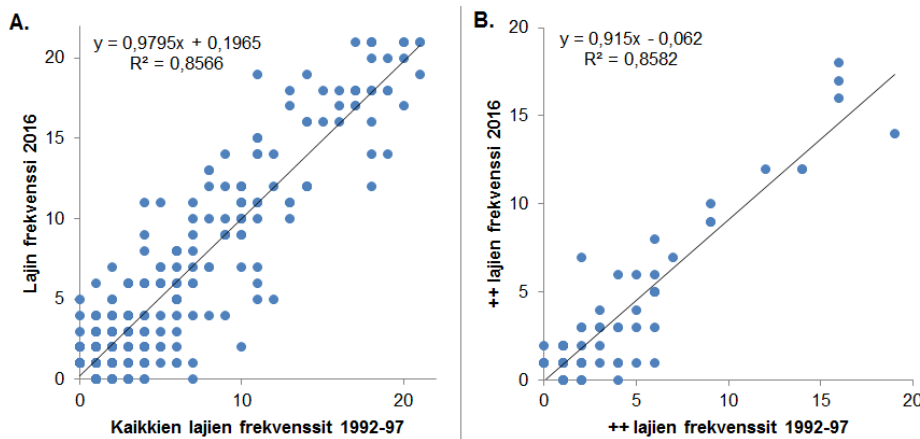 A.
y = 0,9795x + 0,1965
R² = 0,8566
Lajin frekvenssi 2016
20
15
10
5
0
0 10 20
Kaikkien lajien frekvenssit 1992-97
B.
y = 0,915x - 0,062
R² = 0,8582
++ lajien frekvenssi 2016
20
15
10
5
0
0 5 10 15 20
++ lajien frekvenssit 1992-97